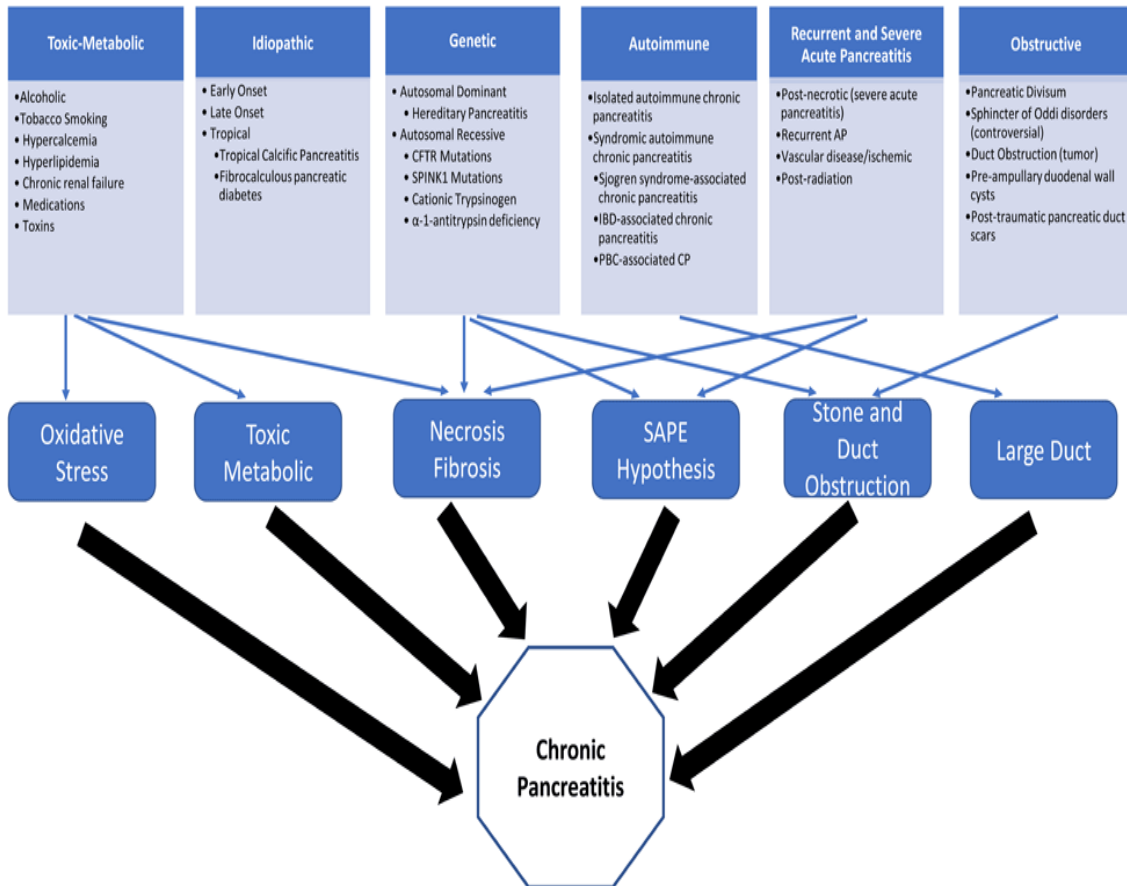 Toxic-Metabolic
•Alcoholic
•Tobacco Smoking
•Hypercalcemia
•Hyperlipidemia
•Chronic renal failure
•Medications
•Toxins
Idiopathic
• Early Onset
• Late Onset
• Tropical
•Tropical Calcific Pancreatitis
•Fibrocalculous pancreatic
diabetes
Genetic
• Autosomal Dominant
• Hereditary Pancreatitis
• Autosomal Recessive
• CFTR Mutations
• SPINK1 Mutations
• Cationic Trypsinogen
• α-1-antitrypsin deficiency
Autoimmune
•Isolated autoimmune chronic
pancreatitis
•Syndromic autoimmune
chronic pancreatitis
•Sjogren syndrome-associated
chronic pancreatitis
•IBD-associated chronic
pancreatitis
•PBC-associated CP
Recurrent and Severe
Acute Pancreatitis
•Post-necrotic (severe acute
pancreatitis)
•Recurrent AP
•Vascular disease/ischemic
•Post-radiation
Obstructive
•Pancreatic Divisum
•Sphincter of Oddi disorders
(controversial)
•Duct Obstruction (tumor)
•Pre-ampullary duodenal wall
cysts
•Post-traumatic pancreatic duct
scars
Oxidative
Stress
Toxic
Metabolic
Necrosis
Fibrosis
SAPE
Hypothesis
Stone and
Duct
Obstruction
Large Duct
Chronic
Pancreatitis